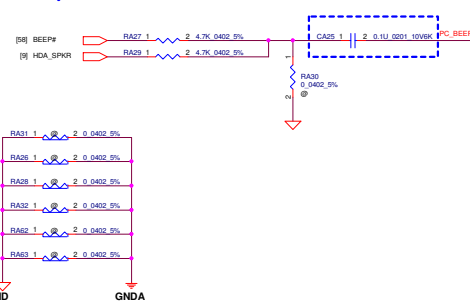 [58] BEEP# RA27 1 2 4.7K_0402_5% CA25 1 2 0.1U_0201_10V6K PC_BEEP
[9] HDA_SPKR RA29 1 2 4.7K_0402_5%
1
RA30
0_0402_5%
@
2
RA31 1 @ 2 0_0402_5%
RA26 1 @ 2 0_0402_5%
RA28 1 @ 2 0_0402_5%
RA32 1 @ 2 0_0402_5%
RA62 1 @ 2 0_0402_5%
RA63 1 @ 2 0_0402_5%
GNDA